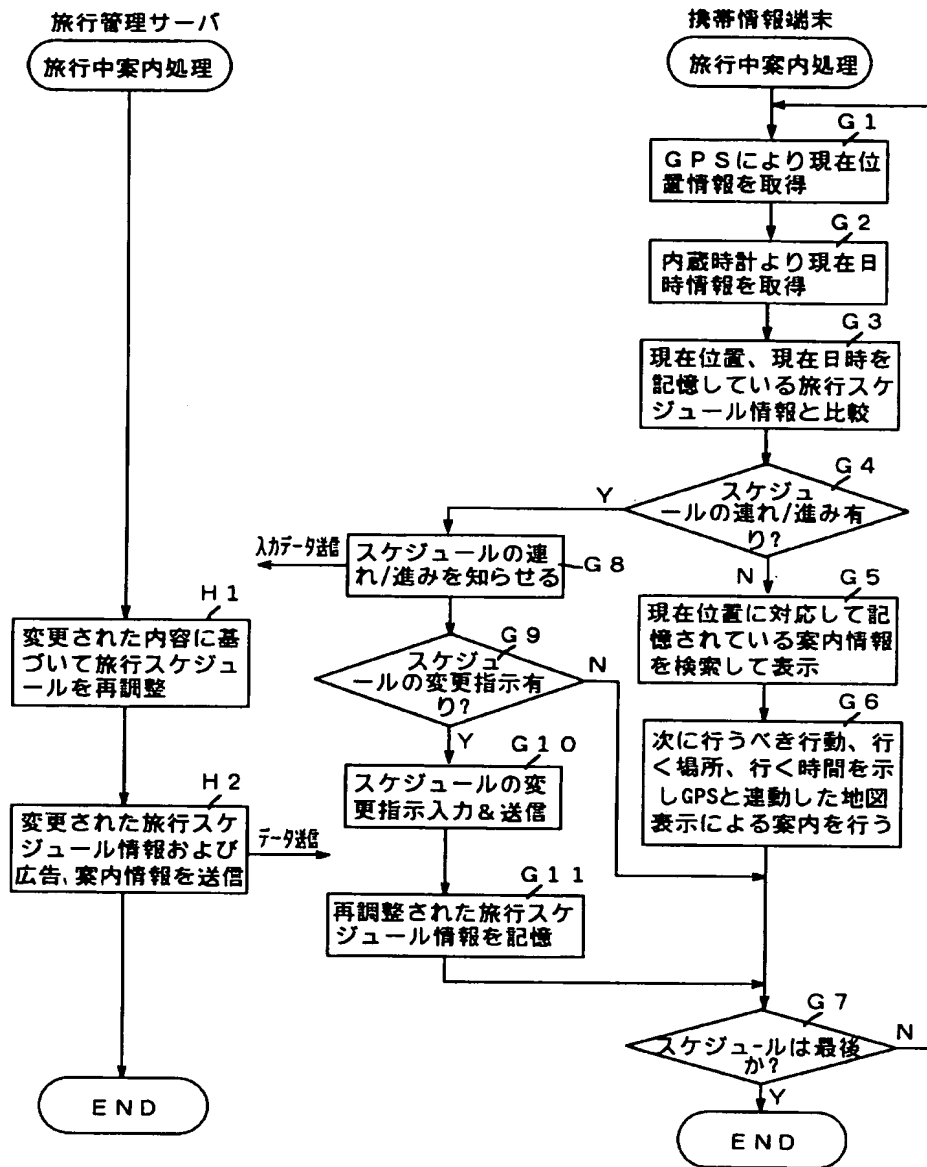 旅行管理サーバ
旅行中案内処理
H1
変更された内容に基
づいて旅行スケジュ
ールを再調整
H2
変更された旅行スケ
ジュール情報および
広告、案内情報を送信
データ送信
END
携帯情報端末
旅行中案内処理
G1
GPSにより現在位
置情報を取得
G2
内蔵時計より現在日
時情報を取得
G3
現在位置、現在日時を
記憶している旅行スケ
ジュール情報と比較
G4
スケジュ
ールの連れ/進み有
り?
Y
N
入力データ送信
スケジュールの連
れ/進みを知らせる
G8
G9
スケジュ
ールの変更指示有
り?
N
Y
G10
スケジュールの変
更指示入力&送信
G11
再調整された旅行スケ
ジュール情報を記憶
G5
現在位置に対応して記
憶されている案内情報
を検索して表示
G6
次に行うべき行動、行
く場所、行く時間を示
しGPSと連動した地図
表示による案内を行う
G7
スケジュールは最後
か?
N
Y
END